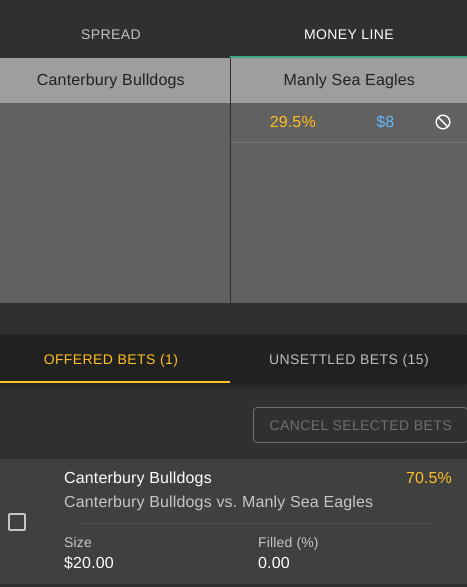 SPREAD MONEY LINE
Canterbury Bulldogs Manly Sea Eagles
29.5% $8
OFFERED BETS (1) UNSETTLED BETS (15)
CANCEL SELECTED BETS
Canterbury Bulldogs 70.5%
Canterbury Bulldogs vs. Manly Sea Eagles
Size Filled (%)
$20.00 0.00